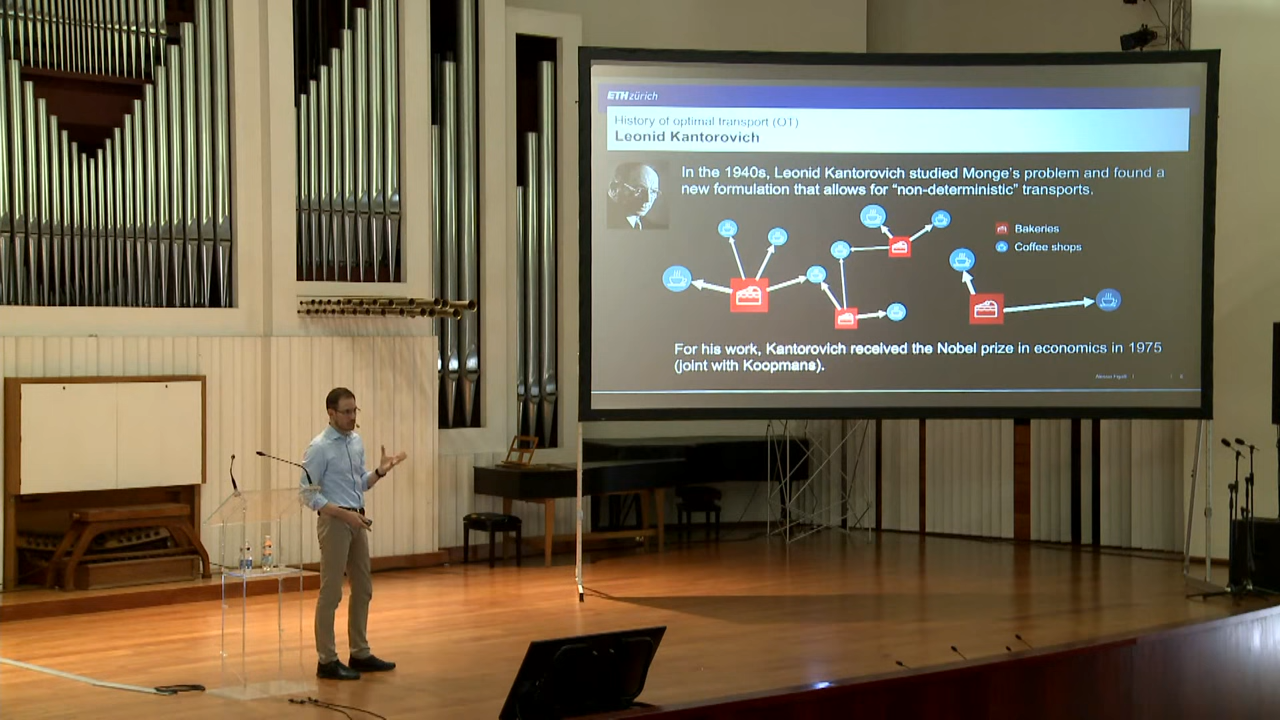 ETH zürich
History of optimal transport (OT)
Leonid Kantorovich
In the 1940s, Leonid Kantorovich studied Monge's problem and found a
new formulation that allows for “non-deterministic” transports.
Bakeries
Coffee shops
For his work, Kantorovich received the Nobel prize in economics in 1975
(joint with Koopmans).